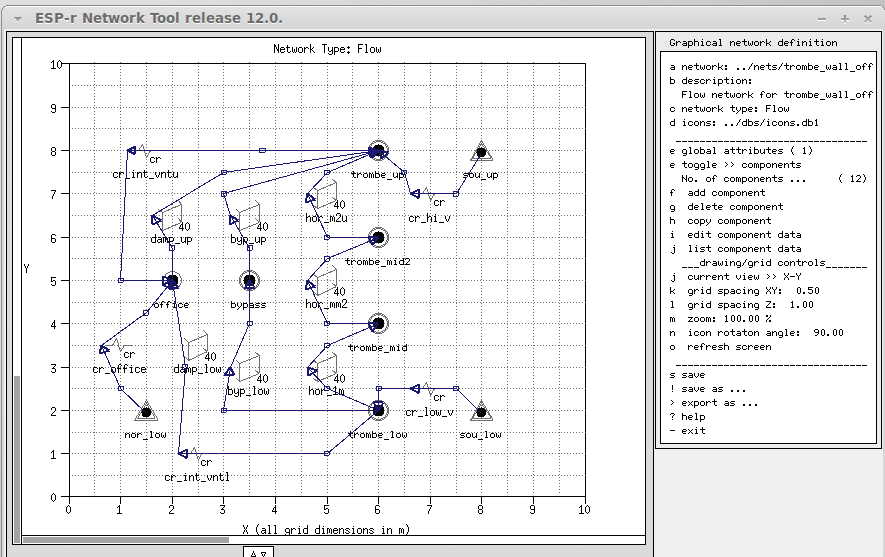 ESP-r Network Tool release 12.0.
Network Type: Flow
10
9
8
7
6
5
4
3
2
1
0
Y
0 1 2 3 4 5 6 7 8 9 10
X (all grid dimensions in m)
cr
cr_int_vntu
trombe_up
sou_up
cr
cr_hi_v
40
damp_up
40
byp_up
40
hor_m2u
trombe_mid2
office
bypass
40
hor_mm2
cr
cr_office
40
damp_low
trombe_mid
40
byp_low
40
hor_1m
cr
cr_low_v
nor_low
trombe_low
sou_low
cr
cr_int_vntl
Graphical network definition
a network: ../nets/trombe_wall_off
b description:
Flow network for trombe_wall_off
c network type: Flow
d icons: ../dbs/icons.db1
e global attributes ( 1)
e toggle >> components
No. of components ... ( 12)
f add component
g delete component
h copy component
i edit component data
j list component data
___drawing/grid controls_______
j current view >> X-Y
k grid spacing XY: 0.50
l grid spacing Z: 1.00
m zoom: 100.00 %
n icon rotaton angle: 90.00
o refresh screen
s save
! save as ...
> export as ...
? help
- exit